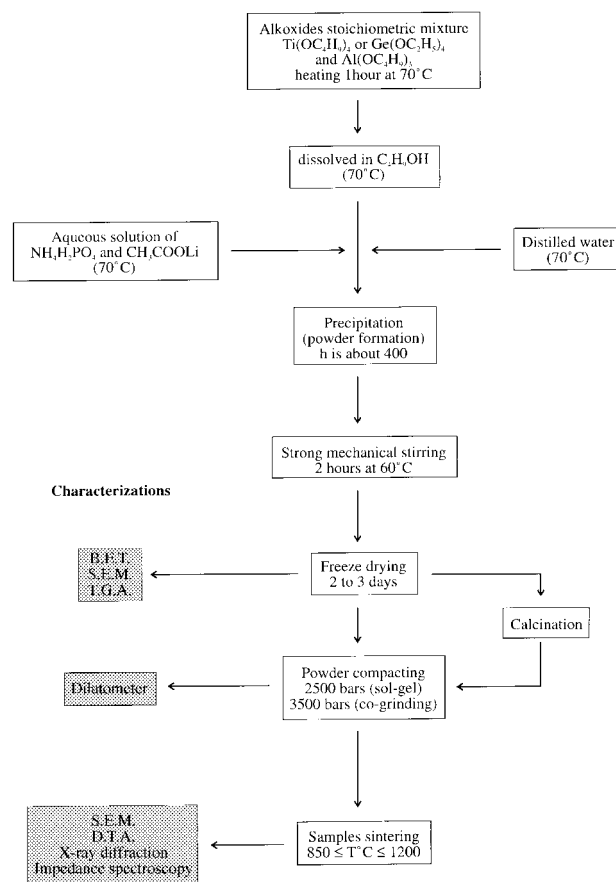 Alkoxides stoichiometric mixture
Ti(OC₄H₉)₄ or Ge(OC₂H₅)₄
and Al(OC₄H₉)₃
heating 1hour at 70°C
dissolved in C₄H₉OH
(70°C)
Aqueous solution of
NH₄H₂PO₄ and CH₃COOLi
(70°C)
Distilled water
(70°C)
Precipitation
(powder formation)
h is about 400
Strong mechanical stirring
2 hours at 60°C
Characterizations
B.E.T.
S.E.M.
T.G.A.
Freeze drying
2 to 3 days
Calcination
Dilatometer
Powder compacting
2500 bars (sol-gel)
3500 bars (co-grinding)
S.E.M.
D.T.A.
X-ray diffraction
Impedance spectroscopy
Samples sintering
850 ≤ T°C ≤ 1200